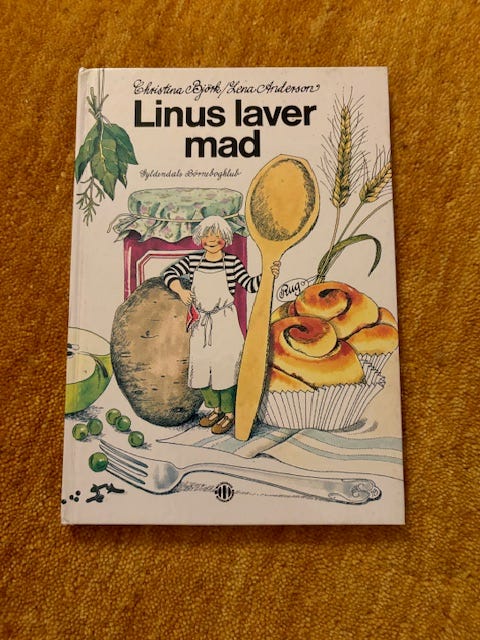 Christina Björk/Lena Anderson
Linus laver
mad
Gyldendals Børnebogklub
Rug